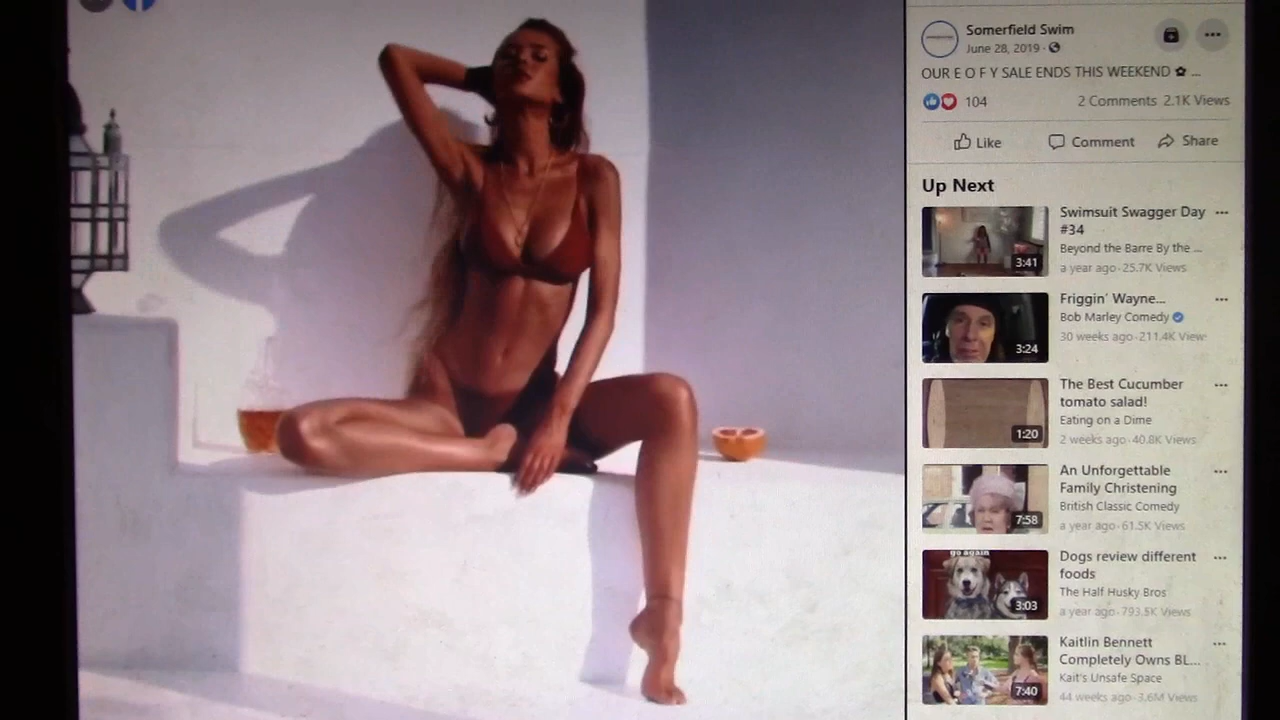 Somerfield Swim
June 28, 2019 ·
OUR E O F Y SALE ENDS THIS WEEKEND ✿ ...
104
2 Comments 2.1K Views
Like Comment Share
Up Next
Swimsuit Swagger Day
#34
Beyond the Barre By the ...
a year ago · 25.7K Views
3:41
Friggin' Wayne...
Bob Marley Comedy
30 weeks ago · 211.4K View
3:24
The Best Cucumber
tomato salad!
Eating on a Dime
2 weeks ago · 40.8K Views
1:20
An Unforgettable
Family Christening
British Classic Comedy
a year ago · 61.5K Views
7:58
go again
Dogs review different
foods
The Half Husky Bros
a year ago · 793.5K Views
3:03
Kaitlin Bennett
Completely Owns BL...
Kait's Unsafe Space
44 weeks ago · 3.6M Views
7:40